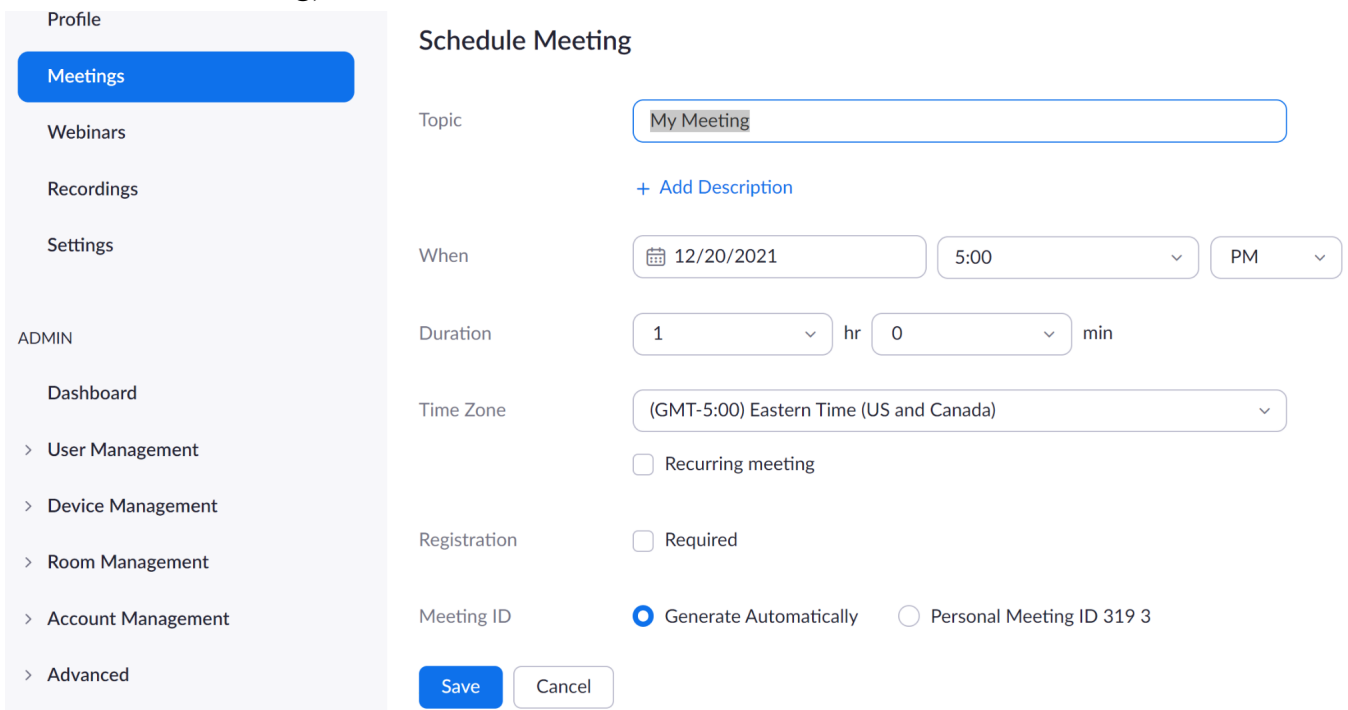 Profile
Meetings
Webinars
Recordings
Settings
ADMIN
Dashboard
User Management
Device Management
Room Management
Account Management
Advanced
Schedule Meeting
Topic
My Meeting
+ Add Description
When
12/20/2021 5:00 PM
Duration
1 hr 0 min
Time Zone
(GMT-5:00) Eastern Time (US and Canada)
Recurring meeting
Registration
Required
Meeting ID
Generate Automatically Personal Meeting ID 319 3
Save Cancel